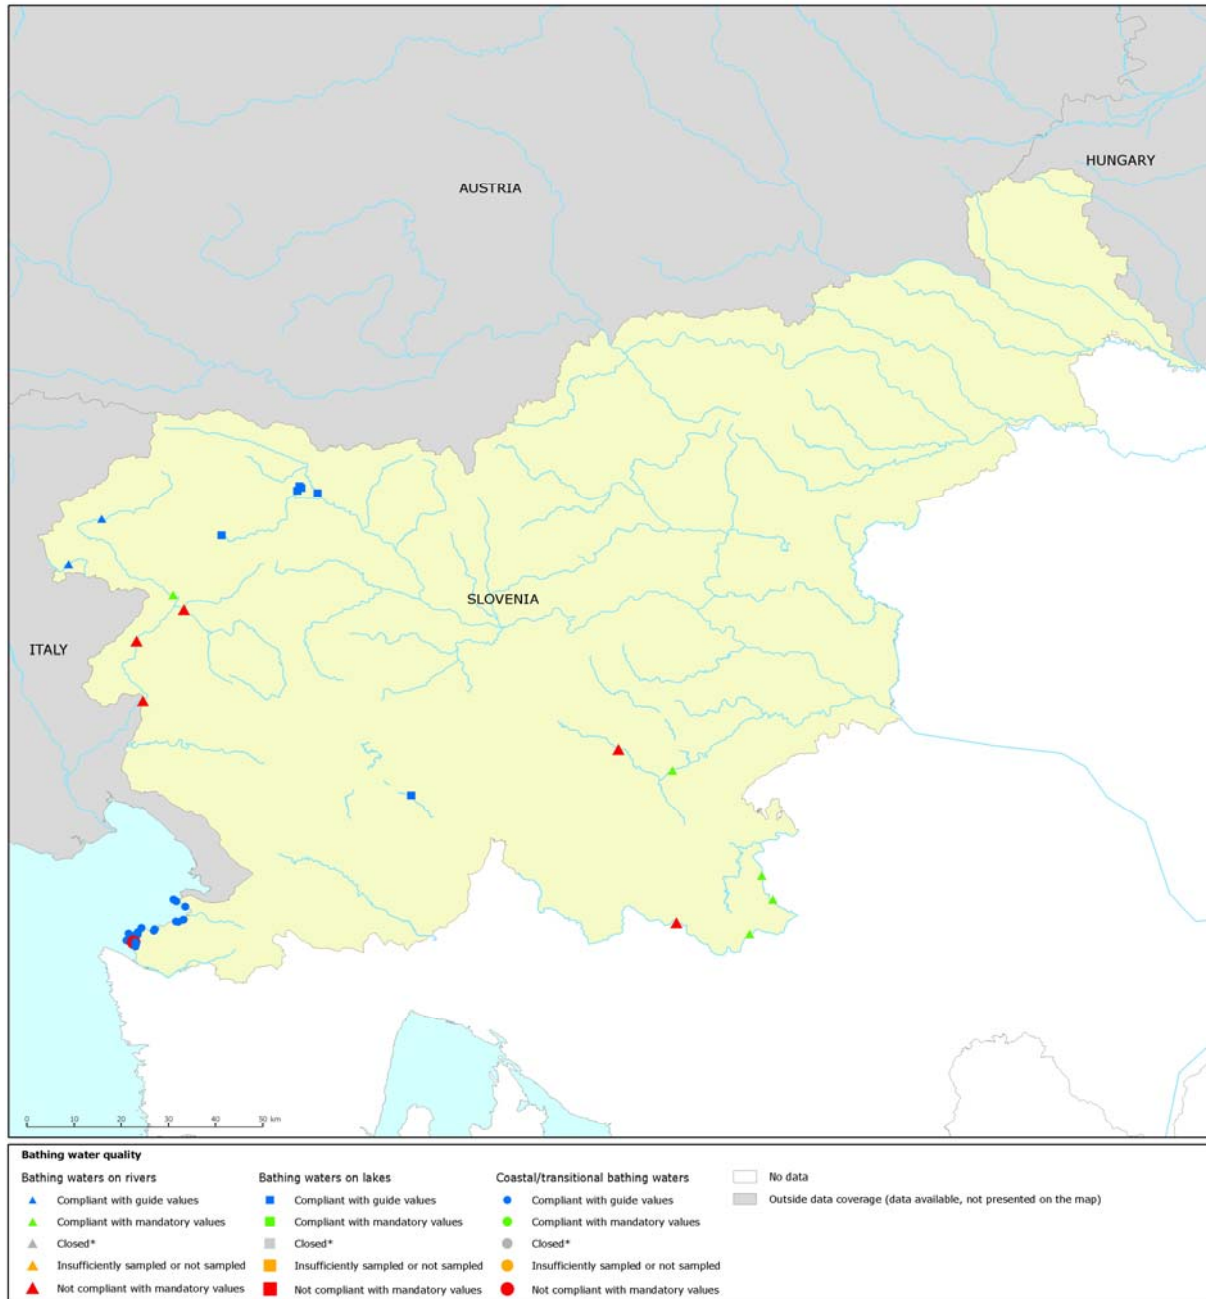 HUNGARY
AUSTRIA
SLOVENIA
ITALY
0 10 20 30 40 50 km
Bathing water quality
Bathing waters on rivers
Compliant with guide values
Compliant with mandatory values
Closed*
Insufficiently sampled or not sampled
Not compliant with mandatory values
Bathing waters on lakes
Compliant with guide values
Compliant with mandatory values
Closed*
Insufficiently sampled or not sampled
Not compliant with mandatory values
Coastal/transitional bathing waters
Compliant with guide values
Compliant with mandatory values
Closed*
Insufficiently sampled or not sampled
Not compliant with mandatory values
No data
Outside data coverage (data available, not presented on the map)